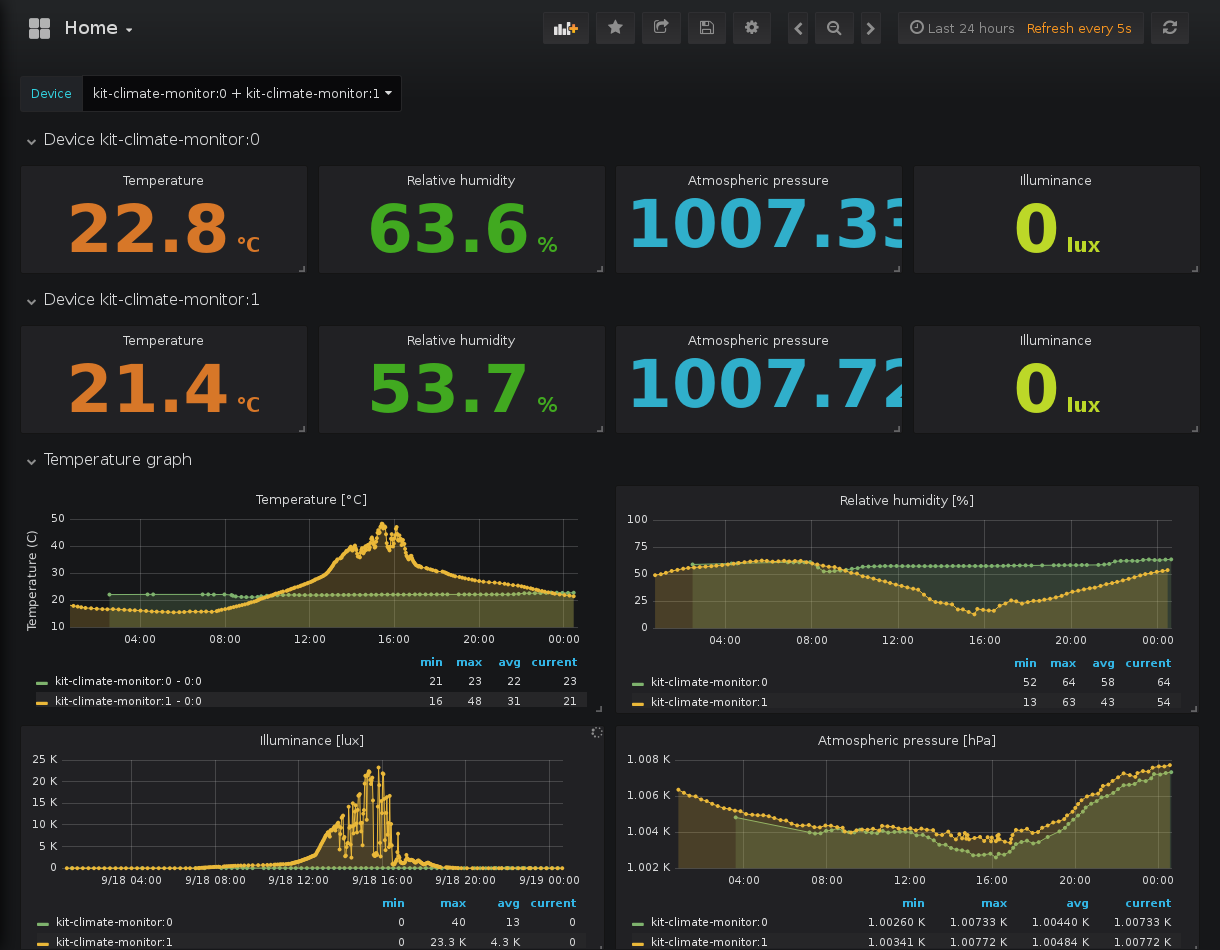 Home
Last 24 hours Refresh every 5s
Device kit-climate-monitor:0 + kit-climate-monitor:1
Device kit-climate-monitor:0
Temperature Relative humidity Atmospheric pressure Illuminance
22.8 °C 63.6 % 1007.33 0 lux
Device kit-climate-monitor:1
Temperature Relative humidity Atmospheric pressure Illuminance
21.4 °C 53.7 % 1007.72 0 lux
Temperature graph
Temperature [°C]
Temperature (C)
50
40
30
20
10
04:00 08:00 12:00 16:00 20:00 00:00
min max avg current
kit-climate-monitor:0 - 0:0 21 23 22 23
kit-climate-monitor:1 - 0:0 16 48 31 21
Relative humidity [%]
100
75
50
25
0
04:00 08:00 12:00 16:00 20:00 00:00
min max avg current
kit-climate-monitor:0 52 64 58 64
kit-climate-monitor:1 13 63 43 54
Illuminance [lux]
25 K
20 K
15 K
10 K
5 K
0
9/18 04:00 9/18 08:00 9/18 12:00 9/18 16:00 9/18 20:00 9/19 00:00
min max avg current
kit-climate-monitor:0 0 40 13 0
kit-climate-monitor:1 0 23.3 K 4.3 K 0
Atmospheric pressure [hPa]
1.008 K
1.006 K
1.004 K
1.002 K
04:00 08:00 12:00 16:00 20:00 00:00
min max avg current
kit-climate-monitor:0 1.00260 K 1.00733 K 1.00440 K 1.00733 K
kit-climate-monitor:1 1.00341 K 1.00772 K 1.00484 K 1.00772 K